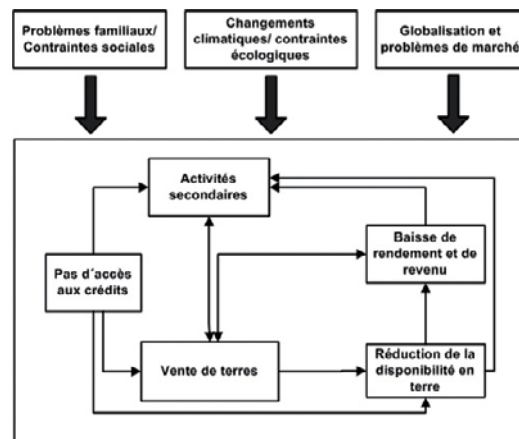 Problèmes familiaux/
Contraintes sociales
Changements
climatiques/ contraintes
écologiques
Globalisation et
problèmes de marché
Activités
secondaires
Baisse de
rendement et de
revenu
Pas d´accès
aux crédits
Vente de terres
Réduction de la
disponibilité en
terre